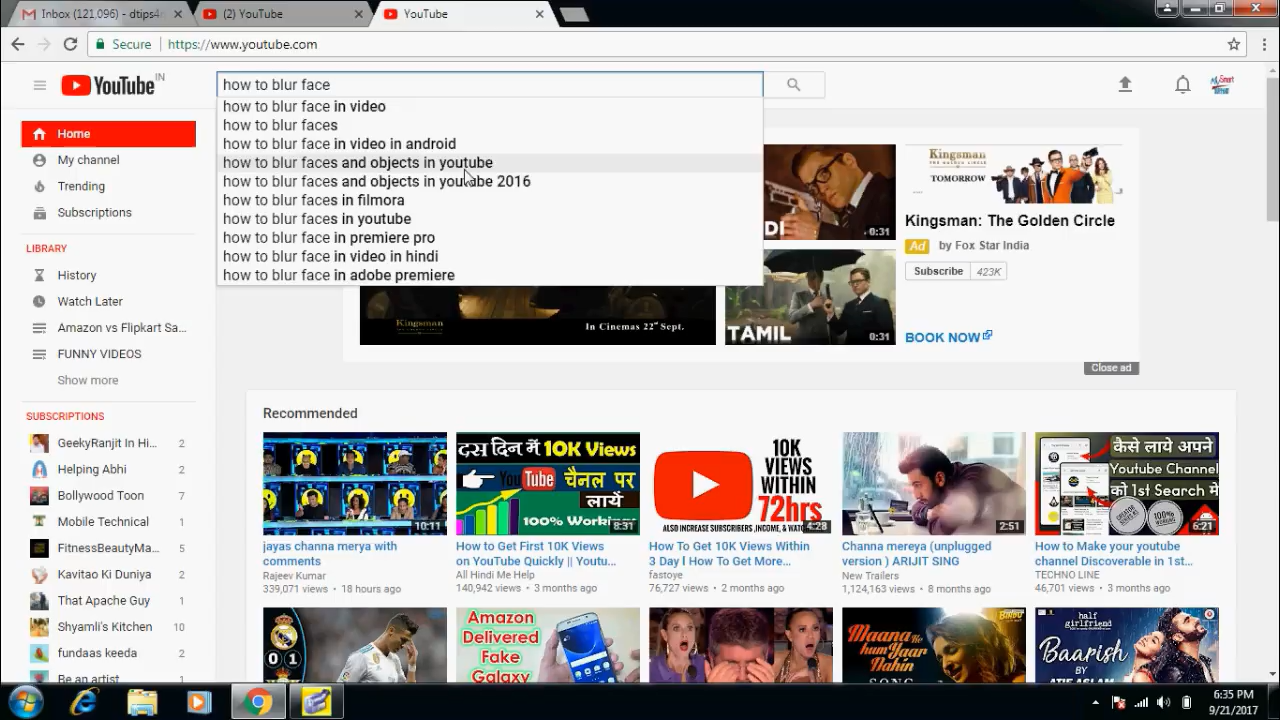 Inbox (121,096) - dtips4
(2) YouTube
YouTube
Secure
https://www.youtube.com
YouTube IN
how to blur face
how to blur face in video
how to blur faces
how to blur face in video in android
how to blur faces and objects in youtube
how to blur faces and objects in youtube 2016
how to blur faces in filmora
how to blur faces in youtube
how to blur face in premiere pro
how to blur face in video in hindi
how to blur face in adobe premiere
Home
My channel
Trending
Subscriptions
LIBRARY
History
Watch Later
Amazon vs Flipkart Sa...
FUNNY VIDEOS
Show more
SUBSCRIPTIONS
GeekyRanjit In Hi... 2
Helping Abhi 2
Bollywood Toon 2
Mobile Technical 1
FitnessBeautyMa... 5
Kavitao Ki Duniya 2
That Apache Guy 1
Shyamli's Kitchen 10
fundaas keeda 2
Be an artist 1
Kingsman
In Cinemas 22nd Sept.
DI
0:31
TAMIL
0:31
Kingsman
TOMORROW
Kingsman: The Golden Circle
Ad by Fox Star India
Subscribe 423K
BOOK NOW
Close ad
Recommended
10:11
jayas channa merya with
comments
Rajeev Kumar
339,071 views • 18 hours ago
दस दिन में 10K Views
YouTube चैनल पर
लायें
100% Workin
8:31
How to Get First 10K Views
on YouTube Quickly || Youtu...
All Hindi Me Help
140,942 views • 3 months ago
10K
VIEWS
WITHIN
72hrs
ALSO INCREASE SUBSCRIBERS, INCOME, & WATC
4:28
How To Get 10K Views Within
3 Day l How To Get More...
fastoye
76,727 views • 2 months ago
2:51
Channa mereya (unplugged
version ) ARIJIT SING
New Trailers
1,124,163 views • 8 months ago
कैसे लाये अपने
Youtube Channel
को 1st Search मे
100%
6:21
How to Make your youtube
channel Discoverable in 1st...
TECHNO LINE
46,701 views • 3 months ago
0 1
Amazon
Delivered
Fake
Galaxy
Maana Ke
hum Yaar
Nahin
SONG
half
girlfriend
Baarish
BY
ATIF ASLAM
6:35 PM
9/21/2017